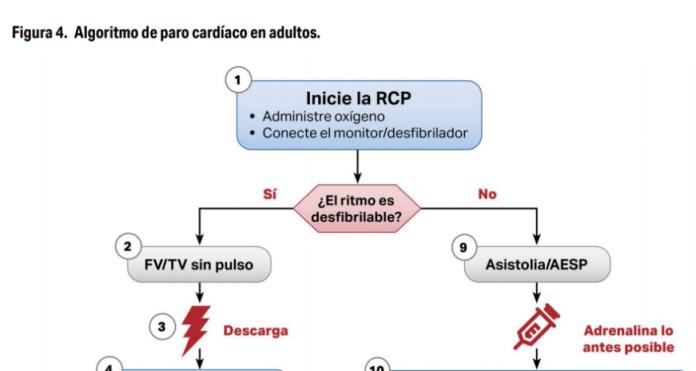 Figura 4. Algoritmo de paro cardíaco en adultos.
1
Inicie la RCP
• Administre oxígeno
• Conecte el monitor/desfibrilador
Sí
¿El ritmo es
desfibrilable?
No
2
FV/TV sin pulso
9
Asistolia/AESP
3
Descarga
Adrenalina lo
antes posible
4
10